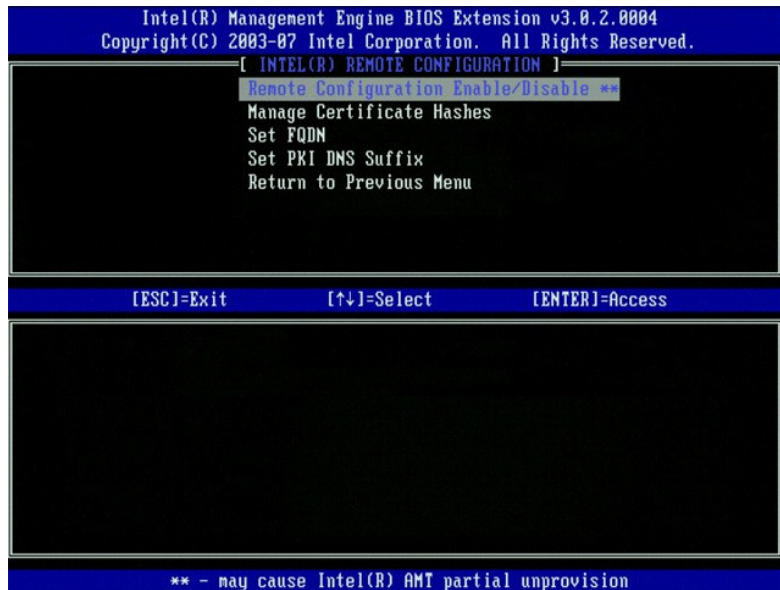 Intel(R) Management Engine BIOS Extension v3.0.2.0004
Copyright(C) 2003-07 Intel Corporation. All Rights Reserved.
[ INTEL(R) REMOTE CONFIGURATION ]
Remote Configuration Enable/Disable **
Manage Certificate Hashes
Set FQDN
Set PKI DNS Suffix
Return to Previous Menu
[ESC]=Exit [↑↓]=Select [ENTER]=Access
** - may cause Intel(R) AMT partial unprovision